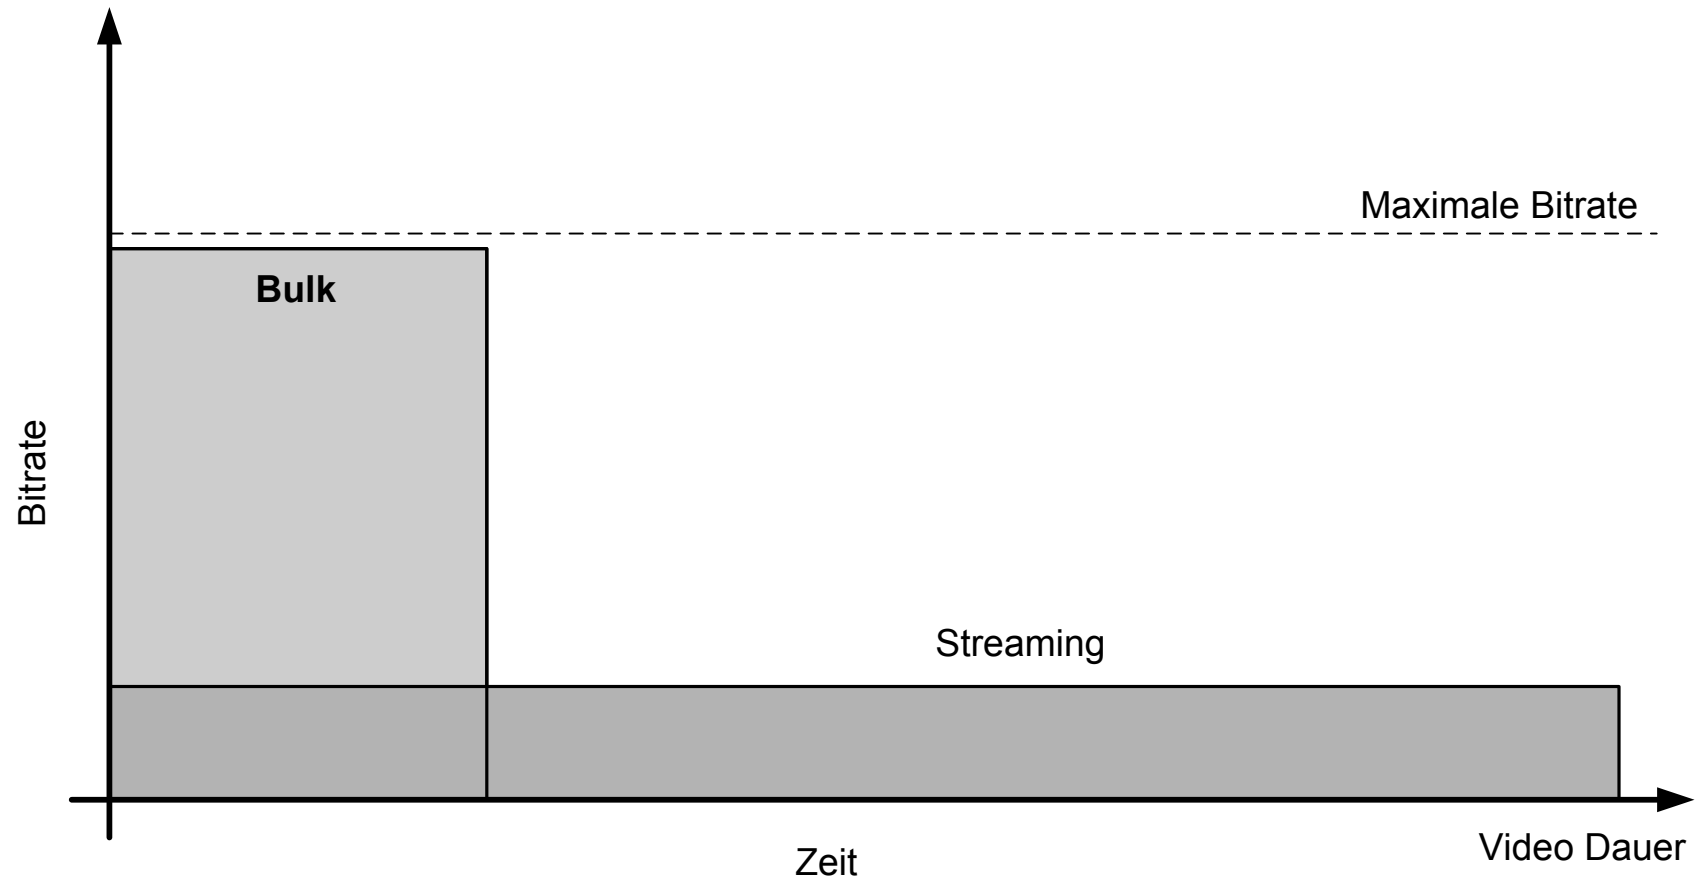 Maximale Bitrate
Bulk
Bitrate
Streaming
Zeit
Video Dauer